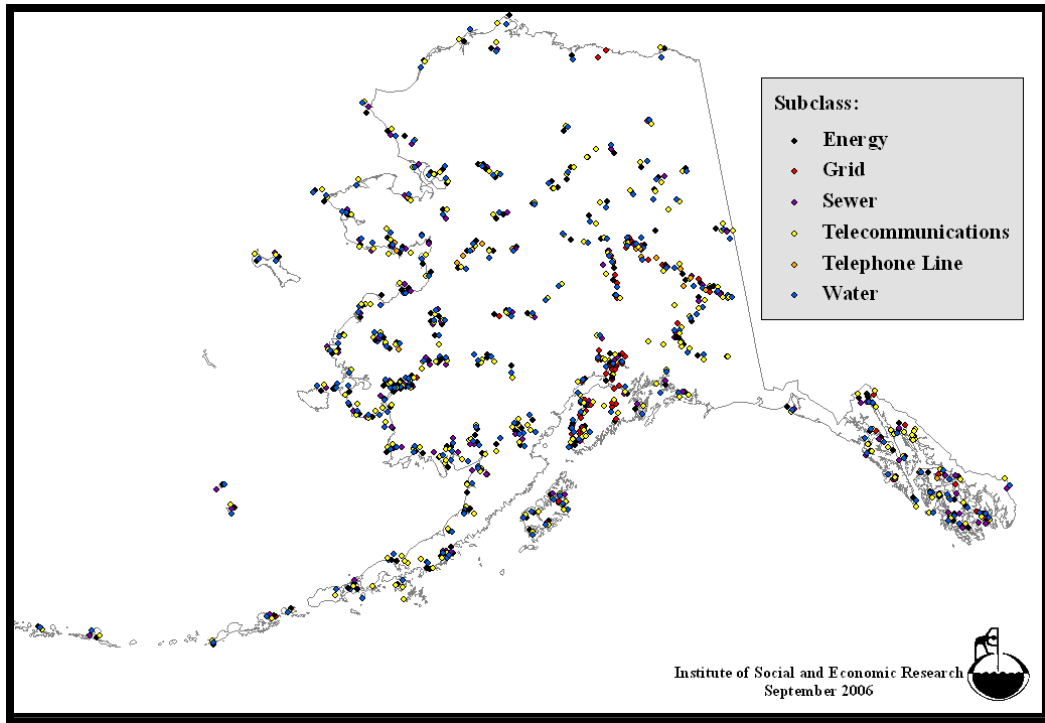 Subclass:
Energy
Grid
Sewer
Telecommunications
Telephone Line
Water
Institute of Social and Economic Research
September 2006